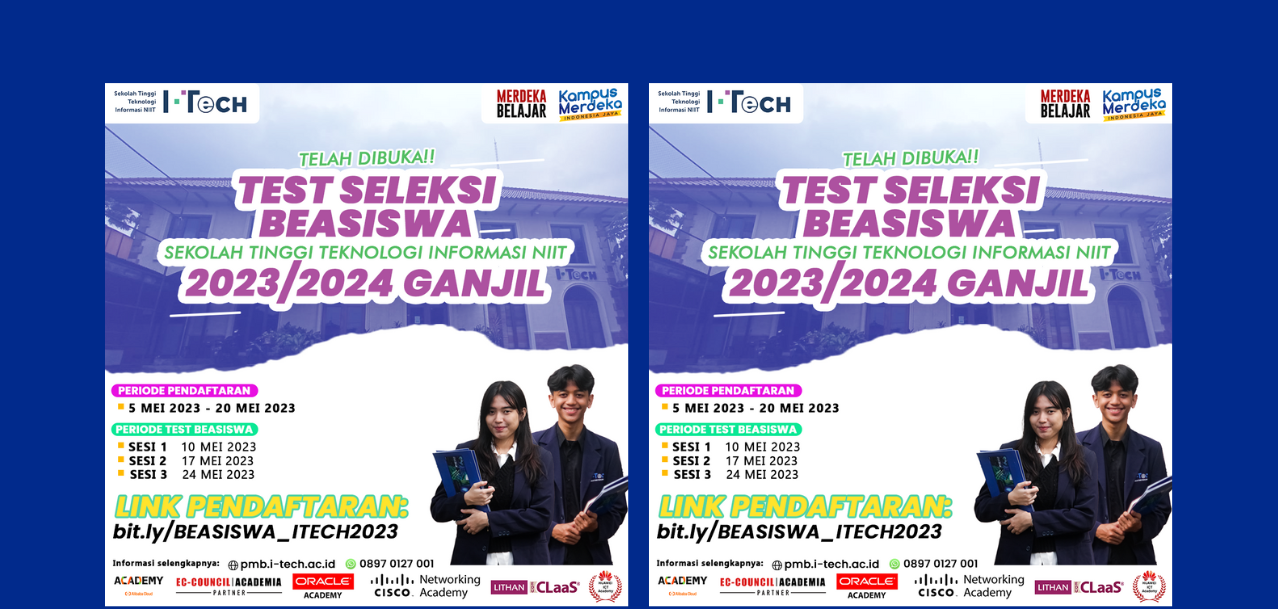 Sekolah Tinggi
Teknologi
Informasi NIIT
I-Tech
MERDEKA
BELAJAR
Kampus
Merdeka
INDONESIA JAYA
TELAH DIBUKA!!
TEST SELEKSI
BEASISWA
SEKOLAH TINGGI TEKNOLOGI INFORMASI NIIT
2023/2024 GANJIL
I-Tech
PERIODE PENDAFTARAN
5 MEI 2023 - 20 MEI 2023
PERIODE TEST BEASISWA
SESI 1 10 MEI 2023
SESI 2 17 MEI 2023
SESI 3 24 MEI 2023
LINK PENDAFTARAN:
bit.ly/BEASISWA_ITECH2023
Informasi selengkapnya: pmb.i-tech.ac.id 0897 0127 001
ACADEMY
EC-COUNCIL ACADEMIA
PARTNER
ORACLE
ACADEMY
CISCO Networking
Academy
LITHAN CLaaS
Sekolah Tinggi
Teknologi
Informasi NIIT
I-Tech
MERDEKA
BELAJAR
Kampus
Merdeka
INDONESIA JAYA
TELAH DIBUKA!!
TEST SELEKSI
BEASISWA
SEKOLAH TINGGI TEKNOLOGI INFORMASI NIIT
2023/2024 GANJIL
I-Tech
PERIODE PENDAFTARAN
5 MEI 2023 - 20 MEI 2023
PERIODE TEST BEASISWA
SESI 1 10 MEI 2023
SESI 2 17 MEI 2023
SESI 3 24 MEI 2023
LINK PENDAFTARAN:
bit.ly/BEASISWA_ITECH2023
Informasi selengkapnya: pmb.i-tech.ac.id 0897 0127 001
ACADEMY
EC-COUNCIL ACADEMIA
PARTNER
ORACLE
ACADEMY
CISCO Networking
Academy
LITHAN CLaaS